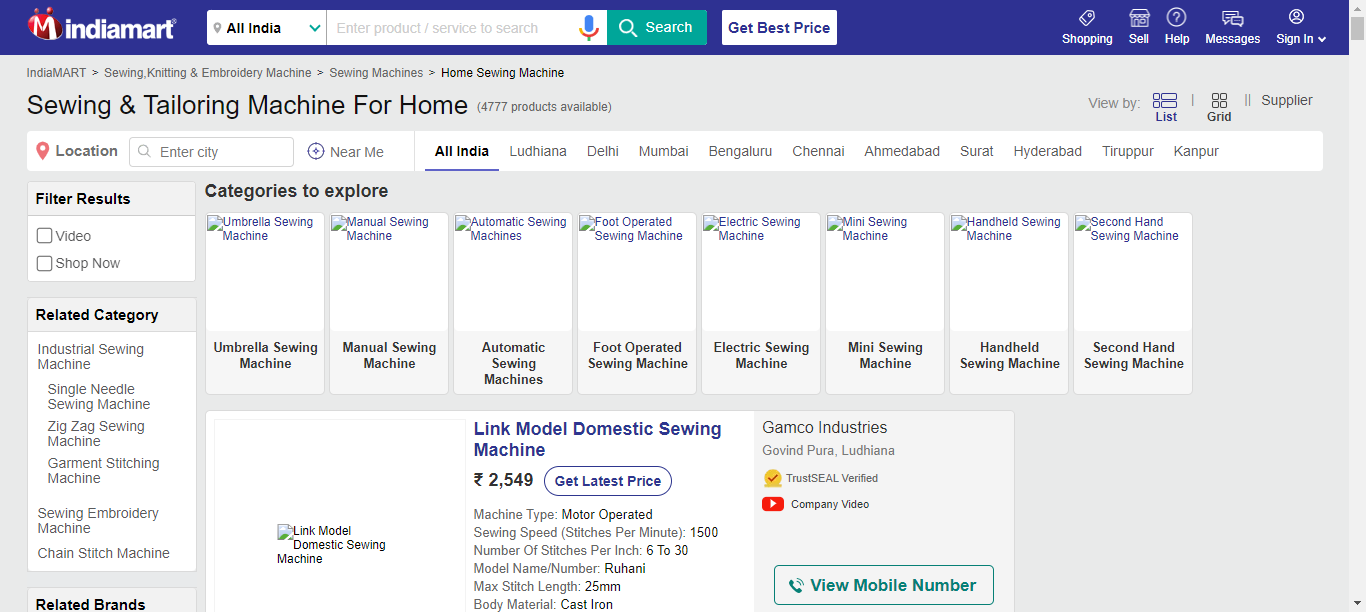 indiamart
All India
Enter product / service to search
Search
Get Best Price
Shopping
Sell
Help
Messages
Sign In
IndiaMART > Sewing,Knitting & Embroidery Machine > Sewing Machines > Home Sewing Machine
Sewing & Tailoring Machine For Home (4777 products available)
View by:
List
Grid
Supplier
Location
Enter city
Near Me
All India Ludhiana Delhi Mumbai Bengaluru Chennai Ahmedabad Surat Hyderabad Tiruppur Kanpur
Filter Results
Video
Shop Now
Related Category
Industrial Sewing
Machine
Single Needle
Sewing Machine
Zig Zag Sewing
Machine
Garment Stitching
Machine
Sewing Embroidery
Machine
Chain Stitch Machine
Related Brands
Categories to explore
Umbrella Sewing
Machine
Umbrella Sewing
Machine
Manual Sewing
Machine
Manual Sewing
Machine
Automatic Sewing
Machines
Automatic
Sewing
Machines
Foot Operated
Sewing Machine
Foot Operated
Sewing Machine
Electric Sewing
Machine
Electric Sewing
Machine
Mini Sewing
Machine
Mini Sewing
Machine
Handheld Sewing
Machine
Handheld
Sewing Machine
Second Hand
Sewing Machine
Second Hand
Sewing Machine
Link Model
Domestic Sewing
Machine
Link Model Domestic Sewing
Machine
₹ 2,549
Get Latest Price
Machine Type: Motor Operated
Sewing Speed (Stitches Per Minute): 1500
Number Of Stitches Per Inch: 6 To 30
Model Name/Number: Ruhani
Max Stitch Length: 25mm
Body Material: Cast Iron
Gamco Industries
Govind Pura, Ludhiana
TrustSEAL Verified
Company Video
View Mobile Number